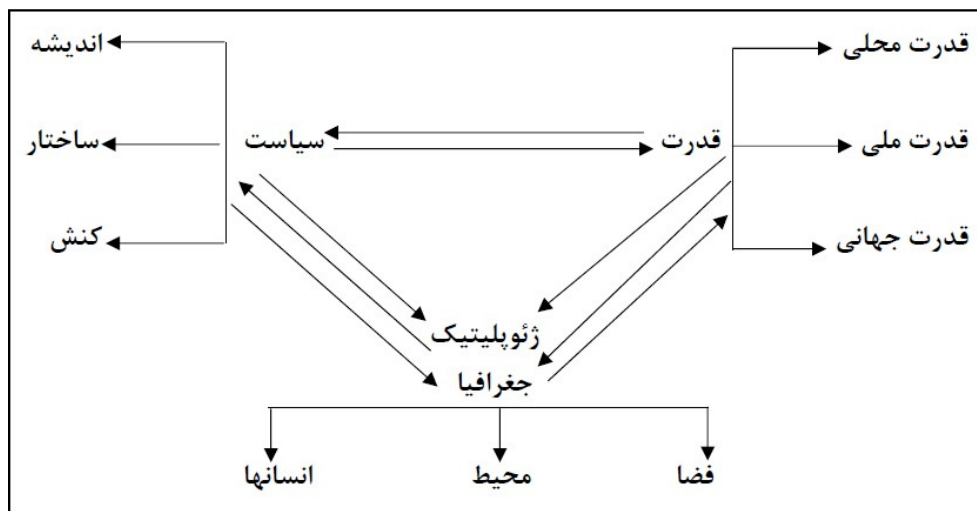 قدرت محلی
اندیشه
قدرت ملی
قدرت
سیاست
ساختار
قدرت جهانی
کنش
ژئوپلیتیک
جغرافیا
فضا
محیط
انسانها